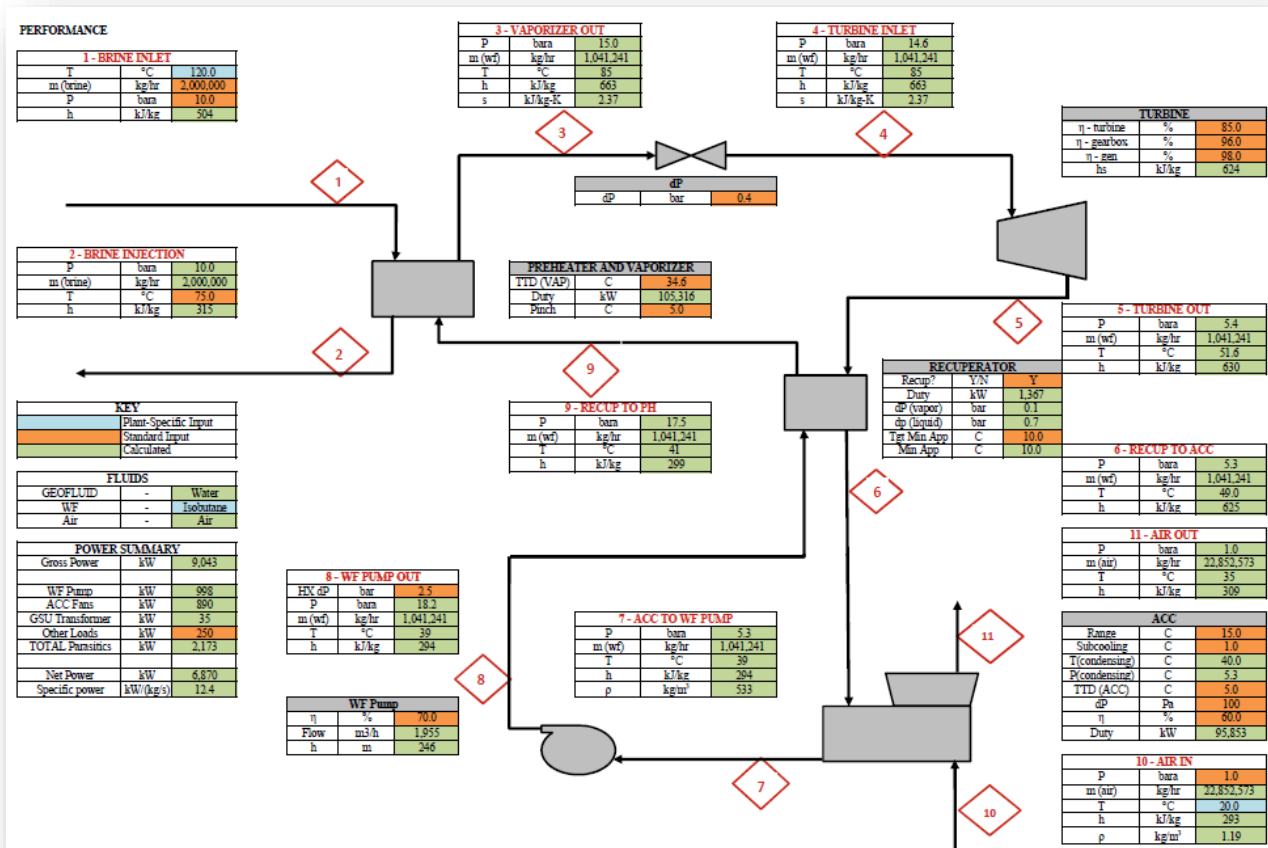 PERFORMANCE
1 - BRINE INLET
T °C 120.0
m (brine) kg/hr 2,000,000
P bara 10.0
h kJ/kg 504
3 - VAPORIZER OUT
P bara 15.0
m (wf) kg/hr 1,041,241
T °C 85
h kJ/kg 663
s kJ/kg-K 2.37
4 - TURBINE INLET
P bara 14.6
m (wf) kg/hr 1,041,241
T °C 85
h kJ/kg 663
s kJ/kg-K 2.37
TURBINE
η - turbine % 85.0
η - gearbox % 96.0
η - gen % 98.0
hs kJ/kg 624
3
4
1
dP
dP bar 0.4
2 - BRINE INJECTION
P bara 10.0
m (brine) kg/hr 2,000,000
T °C 75.0
h kJ/kg 315
PREHEATER AND VAPORIZER
TTD (VAP) C 34.6
Duty kW 105,316
Pinch C 5.0
5
5 - TURBINE OUT
P bara 5.4
m (wf) kg/hr 1,041,241
T °C 51.6
h kJ/kg 630
2
9
RECUPERATOR
Recup? Y/N Y
Duty kW 1,367
dP (vapor) bar 0.1
dp (liquid) bar 0.7
Tgt Min App C 10.0
Min App C 10.0
KEY
Plant-Specific Input
Standard Input
Calculated
9 - RECUP TO PH
P bara 17.5
m (wf) kg/hr 1,041,241
T °C 41
h kJ/kg 299
6 - RECUP TO ACC
P bara 5.3
m (wf) kg/hr 1,041,241
T °C 49.0
h kJ/kg 625
FLUIDS
GEOFLUID - Water
WF - Isobutane
Air - Air
6
11 - AIR OUT
P bara 1.0
m (air) kg/hr 22,852,573
T °C 35
h kJ/kg 309
POWER SUMMARY
Gross Power kW 9,043
WF Pump kW 998
ACC Fans kW 890
GSU Transformer kW 35
Other Loads kW 250
TOTAL Parasitics kW 2,173
Net Power kW 6,870
Specific power kW/(kg/s) 12.4
8 - WF PUMP OUT
HX dP bar 2.5
P bara 18.2
m (wf) kg/hr 1,041,241
T °C 39
h kJ/kg 294
7 - ACC TO WF PUMP
P bara 5.3
m (wf) kg/hr 1,041,241
T °C 39
h kJ/kg 294
ρ kg/m³ 533
11
ACC
Range C 15.0
Subcooling C 1.0
T(condensing) C 40.0
P(condensing) C 5.3
TTD (ACC) C 5.0
dP Pa 100
η % 60.0
Duty kW 95,853
8
WF Pump
η % 70.0
Flow m3/h 1,955
h m 246
7
10
10 - AIR IN
P bara 1.0
m (air) kg/hr 22,852,573
T °C 20.0
h kJ/kg 293
ρ kg/m³ 1.19